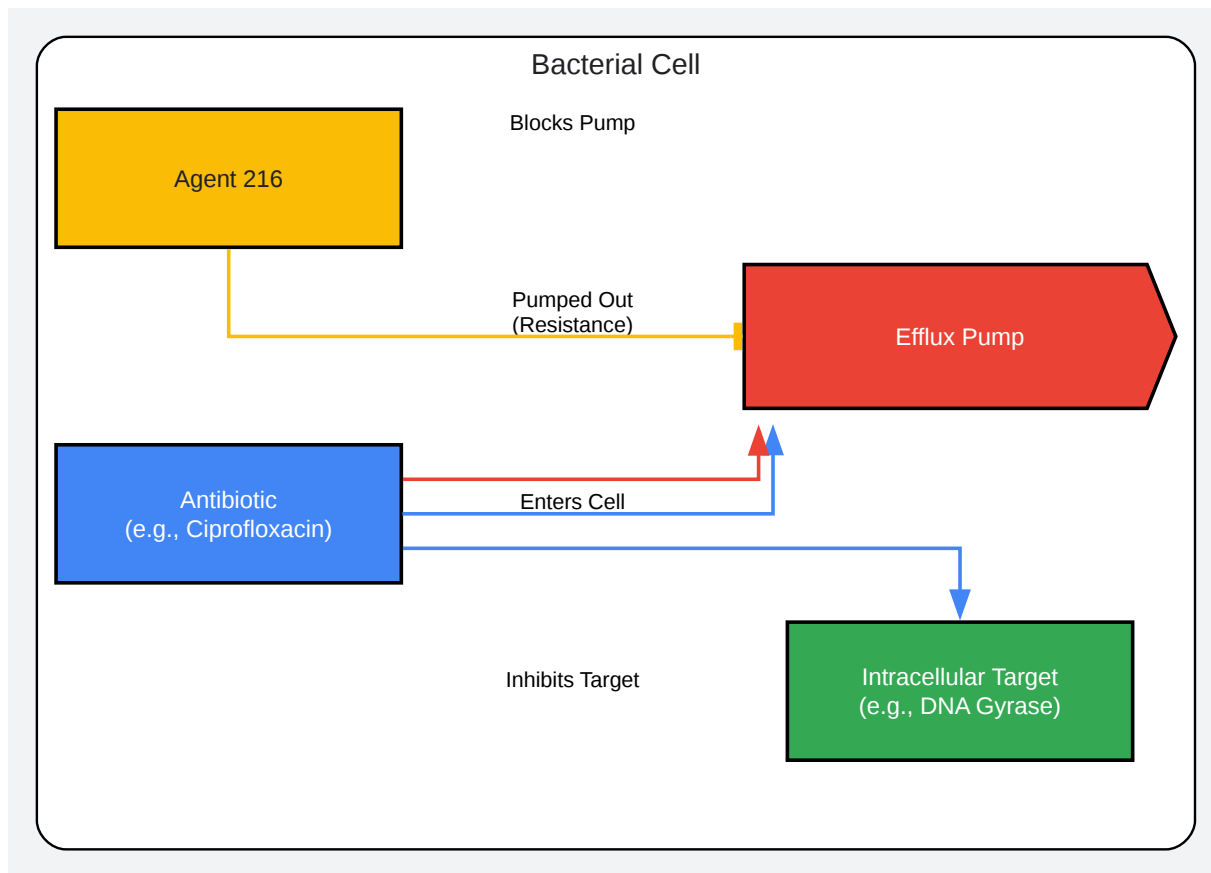 Bacterial Cell
Blocks Pump
Agent 216
Pumped Out
(Resistance)
Efflux Pump
Antibiotic
(e.g., Ciprofloxacin)
Enters Cell
Inhibits Target
Intracellular Target
(e.g., DNA Gyrase)